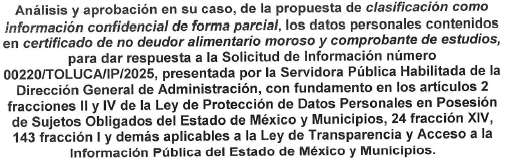 Análisis y aprobación en su caso, de la propuesta de clasificación como
información confidencial de forma parcial, los datos personales contenidos
en certificado de no deudor alimentario moroso y comprobante de estudios,
para dar respuesta a la Solicitud de Información número
00220/TOLUCA/IP/2025, presentada por la Servidora Pública Habilitada de la
Dirección General de Administración, con fundamento en los artículos 2
fracciones II y IV de la Ley de Protección de Datos Personales en Posesión
de Sujetos Obligados del Estado de México y Municipios, 24 fracción XIV,
143 fracción I y demás aplicables a la Ley de Transparencia y Acceso a la
Información Pública del Estado de México y Municipios.